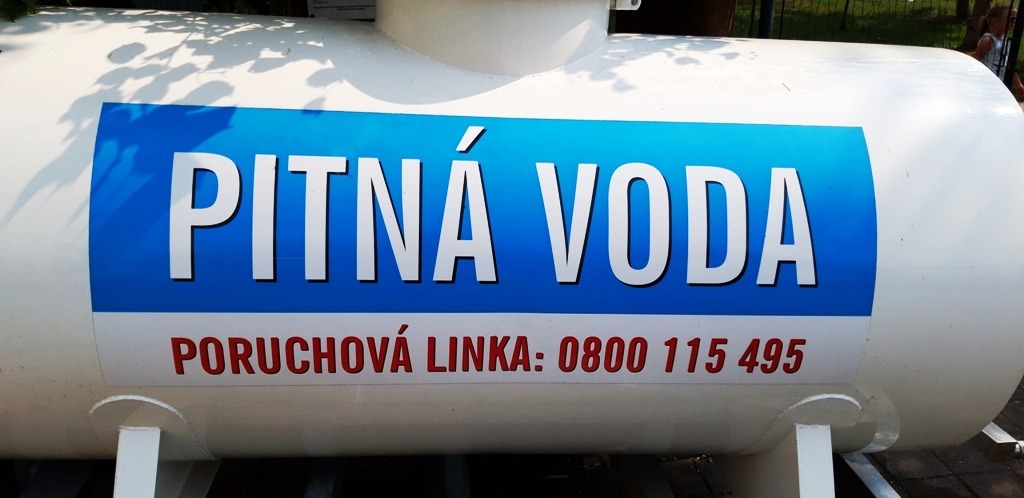 PITNÁ VODA
PORUCHOVÁ LINKA: 0800 115 495